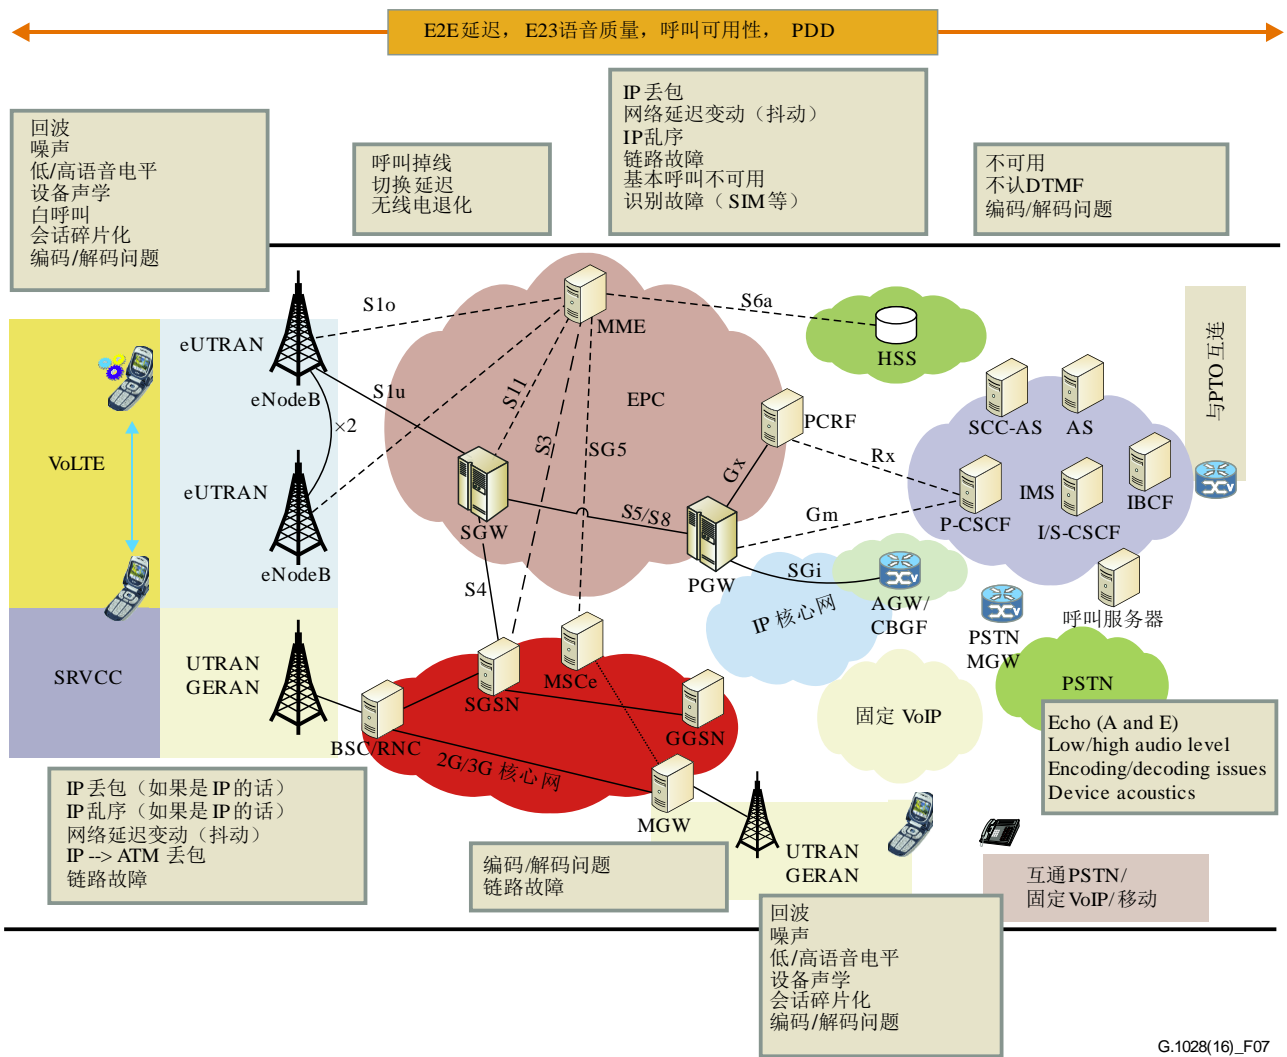 E2E延迟，E23语音质量，呼叫可用性， PDD
回波
噪声
低/高语音电平
设备声学
白呼叫
会话碎片化
编码/解码问题
呼叫掉线
切换延迟
无线电退化
IP丢包
网络延迟变动（抖动）
IP乱序
链路故障
基本呼叫不可用
识别故障（SIM等）
不可用
不认DTMF
编码/解码问题
S1o
S6a
MME
HSS
eUTRAN
eNodeB
S1u
S11
S3
SG5
EPC
PCRF
SCC-AS
AS
与PTO互连
×2
VoLTE
eUTRAN
eNodeB
SGW
S5/S8
Gx
Rx
Gm
PGW
P-CSCF
IMS
I/S-CSCF
IBCF
SGi
S4
IP核心网
AGW/
CBGF
PSTN
MGW
呼叫服务器
SRVCC
UTRAN
GERAN
BSC/RNC
SGSN
MSCe
GGSN
2G/3G 核心网
MGW
固定 VoIP
PSTN
Echo (A and E)
Low/high audio level
Encoding/decoding issues
Device acoustics
IP丢包（如果是IP的话）
IP乱序（如果是IP的话）
网络延迟变动（抖动）
IP --> ATM 丢包
链路故障
编码/解码问题
链路故障
UTRAN
GERAN
互通PSTN/
固定VoIP/移动
回波
噪声
低/高语音电平
设备声学
会话碎片化
编码/解码问题
G.1028(16)_F07